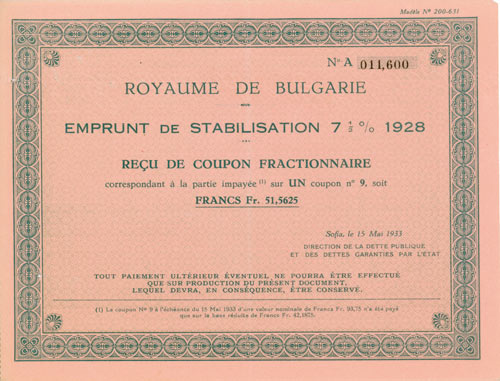 Modèle Nº 200-631
Nº A 011,600
ROYAUME DE BULGARIE
EMPRUNT DE STABILISATION 7 ½ % 1928
REÇU DE COUPON FRACTIONNAIRE
correspondant à la partie impayée (1) sur UN coupon nº 9, soit
FRANCS Fr. 51,5625
Sofia, le 15 Mai 1933
DIRECTION DE LA DETTE PUBLIQUE
ET DES DETTES GARANTIES PAR L'ÉTAT
TOUT PAIEMENT ULTÉRIEUR ÉVENTUEL NE POURRA ÊTRE EFFECTUÉ
QUE SUR PRODUCTION DU PRÉSENT DOCUMENT,
LEQUEL DEVRA, EN CONSÉQUENCE, ÊTRE CONSERVÉ.
(1) Le coupon Nº 9 à l'échéance du 15 Mai 1933 d'une valeur nominale de Francs Fr. 93,75 n'a été payé
que sur la base réduite de Francs Fr. 42,1875.